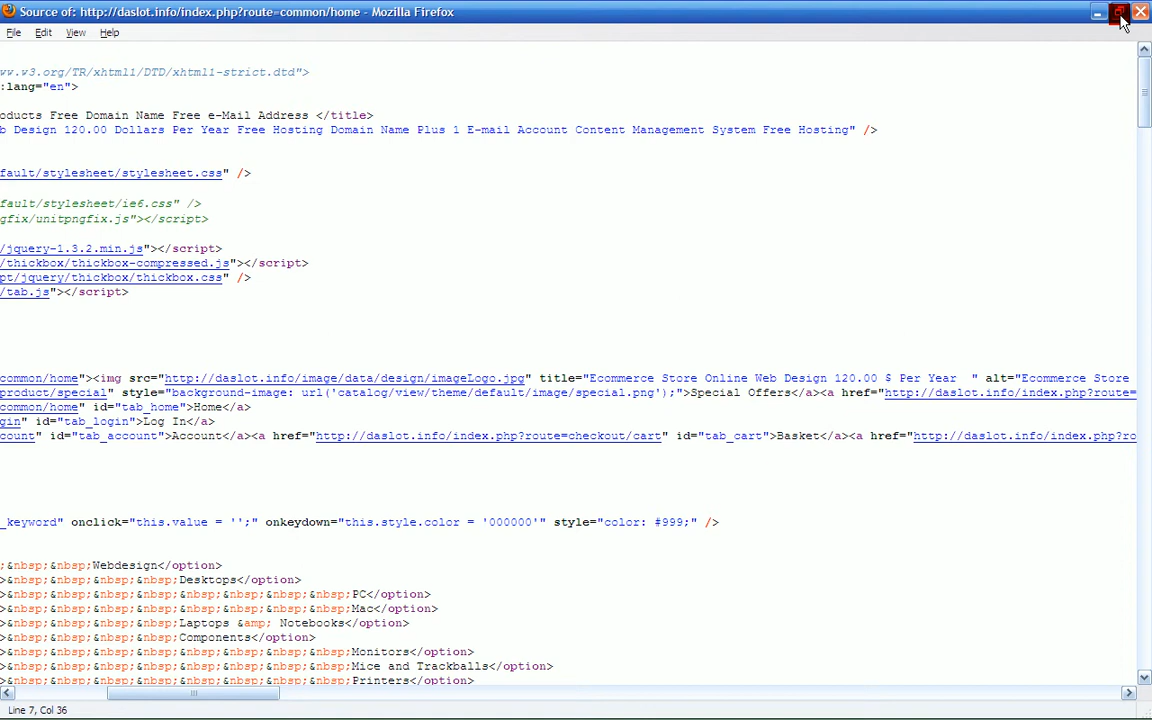 Source of: http://daslot.info/index.php?route=common/home - Mozilla Firefox
File Edit View Help
ww.w3.org/TR/xhtml1/DTD/xhtml1-strict.dtd">
:lang="en">
oducts Free Domain Name Free e-Mail Address </title>
b Design 120.00 Dollars Per Year Free Hosting Domain Name Plus 1 E-mail Account Content Management System Free Hosting" />
fault/stylesheet/stylesheet.css" />
fault/stylesheet/ie6.css" />
gfix/unitpngfix.js"></script>
/jquery-1.3.2.min.js"></script>
/thickbox/thickbox-compressed.js"></script>
pt/jquery/thickbox/thickbox.css" />
/tab.js"></script>
common/home"><img src="http://daslot.info/image/data/design/imageLogo.jpg" title="Ecommerce Store Online Web Design 120.00 $ Per Year  " alt="Ecommerce Store
product/special" style="background-image: url('catalog/view/theme/default/image/special.png');">Special Offers</a><a href="http://daslot.info/index.php?route=
common/home" id="tab_home">Home</a>
gin" id="tab_login">Log In</a>
count" id="tab_account">Account</a><a href="http://daslot.info/index.php?route=checkout/cart" id="tab_cart">Basket</a><a href="http://daslot.info/index.php?ro
_keyword" onclick="this.value = '';" onkeydown="this.style.color = '000000'" style="color: #999;" />
;&nbsp;&nbsp;Webdesign</option>
>&nbsp;&nbsp;&nbsp;&nbsp;Desktops</option>
>&nbsp;&nbsp;&nbsp;&nbsp;&nbsp;&nbsp;&nbsp;&nbsp;PC</option>
>&nbsp;&nbsp;&nbsp;&nbsp;&nbsp;&nbsp;&nbsp;&nbsp;Mac</option>
>&nbsp;&nbsp;&nbsp;&nbsp;Laptops &amp; Notebooks</option>
>&nbsp;&nbsp;&nbsp;&nbsp;Components</option>
>&nbsp;&nbsp;&nbsp;&nbsp;&nbsp;&nbsp;&nbsp;&nbsp;Monitors</option>
>&nbsp;&nbsp;&nbsp;&nbsp;&nbsp;&nbsp;&nbsp;&nbsp;Mice and Trackballs</option>
>&nbsp;&nbsp;&nbsp;&nbsp;&nbsp;&nbsp;&nbsp;&nbsp;Printers</option>
Line 7, Col 36